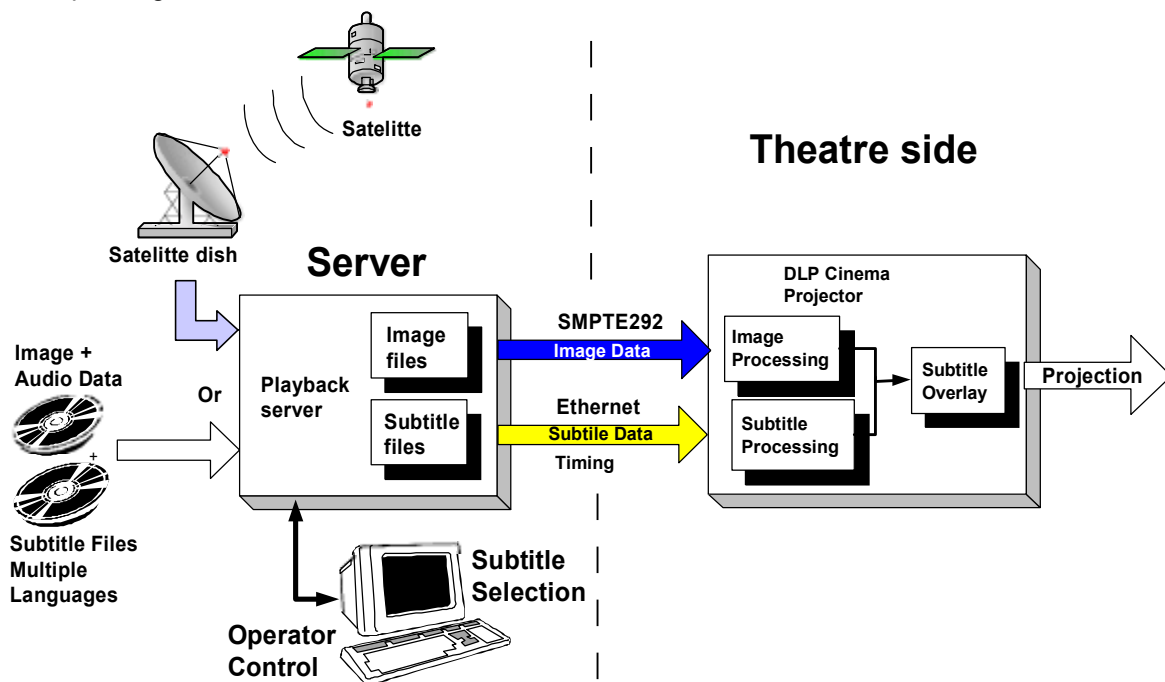 Satelitte
Theatre side
Satelitte dish
Server
DLP Cinema
Projector
SMPTE292
Image Data
Image
files
Image
Processing
Image +
Audio Data
Or
Playback
server
Subtitle
Overlay
Projection
Ethernet
Subtile Data
Timing
Subtitle
files
Subtitle
Processing
+
Subtitle Files
Multiple
Languages
Subtitle
Selection
Operator
Control